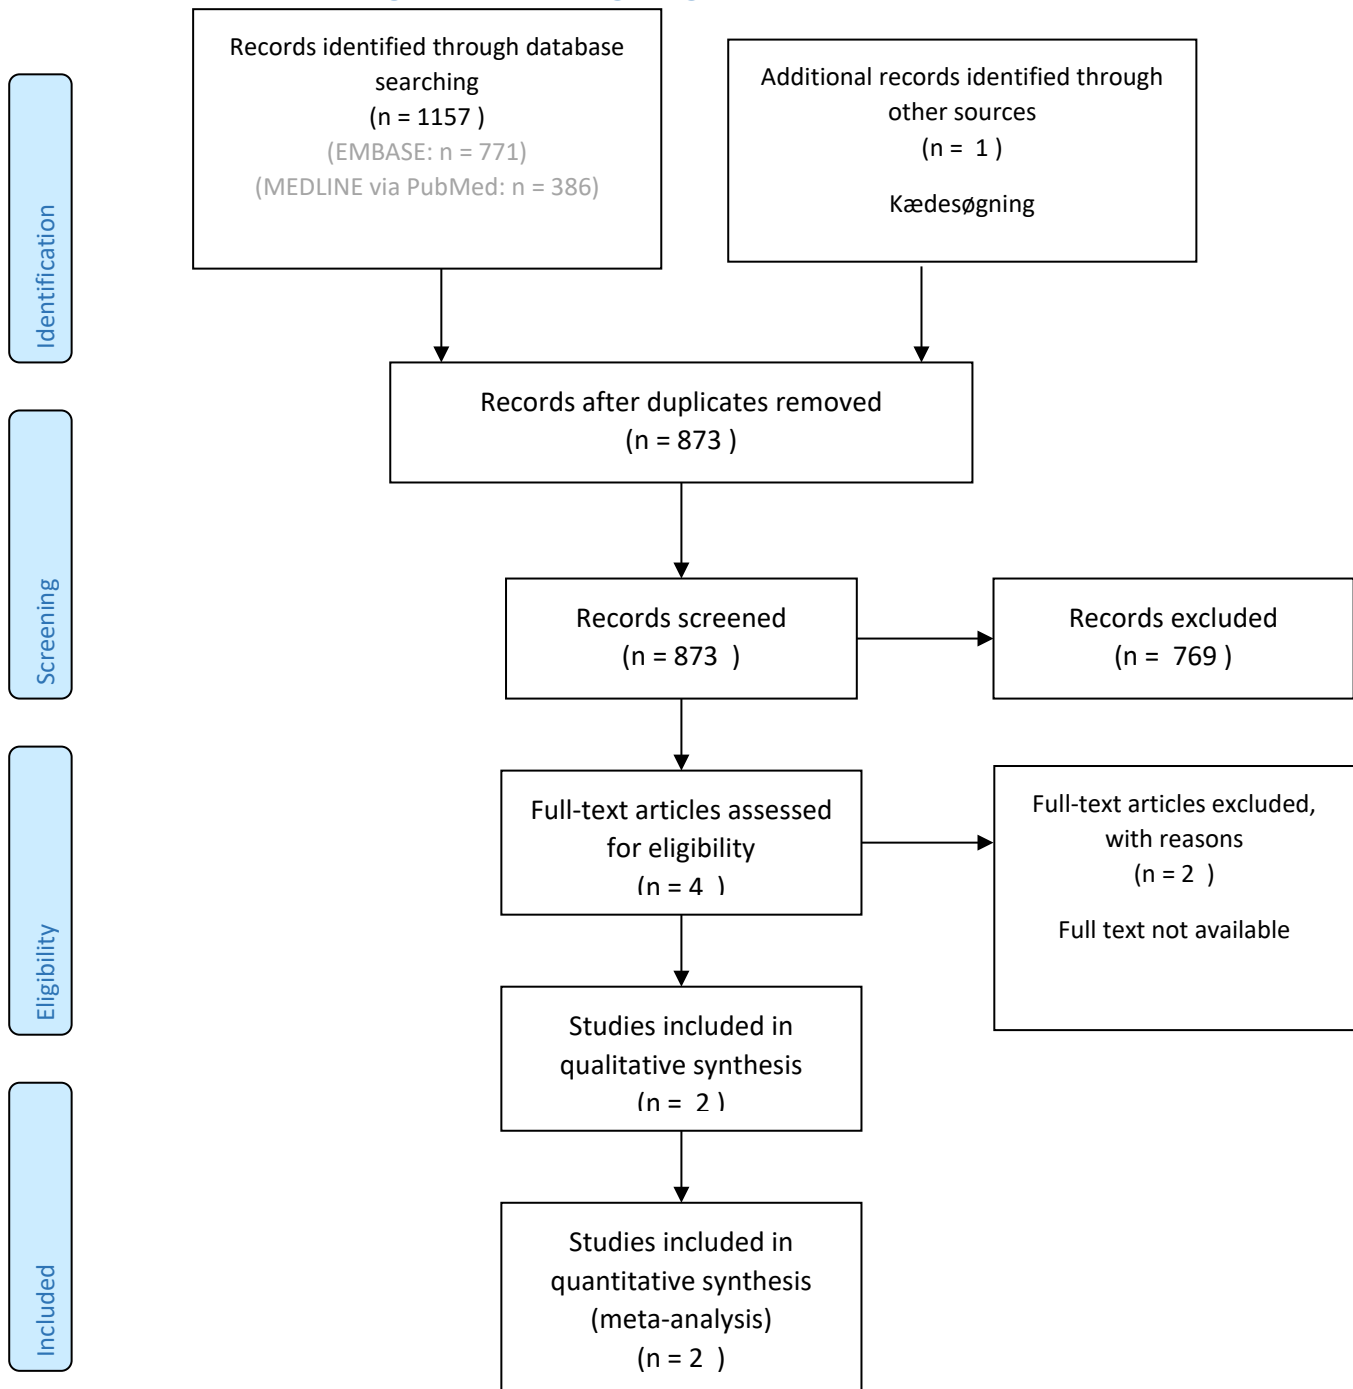 Records identified through database
searching
(n = 1157 )
(EMBASE: n = 771)
(MEDLINE via PubMed: n = 386)
Additional records identified through
other sources
(n = 1 )
Kædesøgning
Identification
Records after duplicates removed
(n = 873 )
Screening
Records screened
(n = 873 )
Records excluded
(n = 769 )
Eligibility
Full-text articles assessed
for eligibility
(n = 4 )
Full-text articles excluded,
with reasons
(n = 2 )
Full text not available
Studies included in
qualitative synthesis
(n = 2 )
Included
Studies included in
quantitative synthesis
(meta-analysis)
(n = 2 )